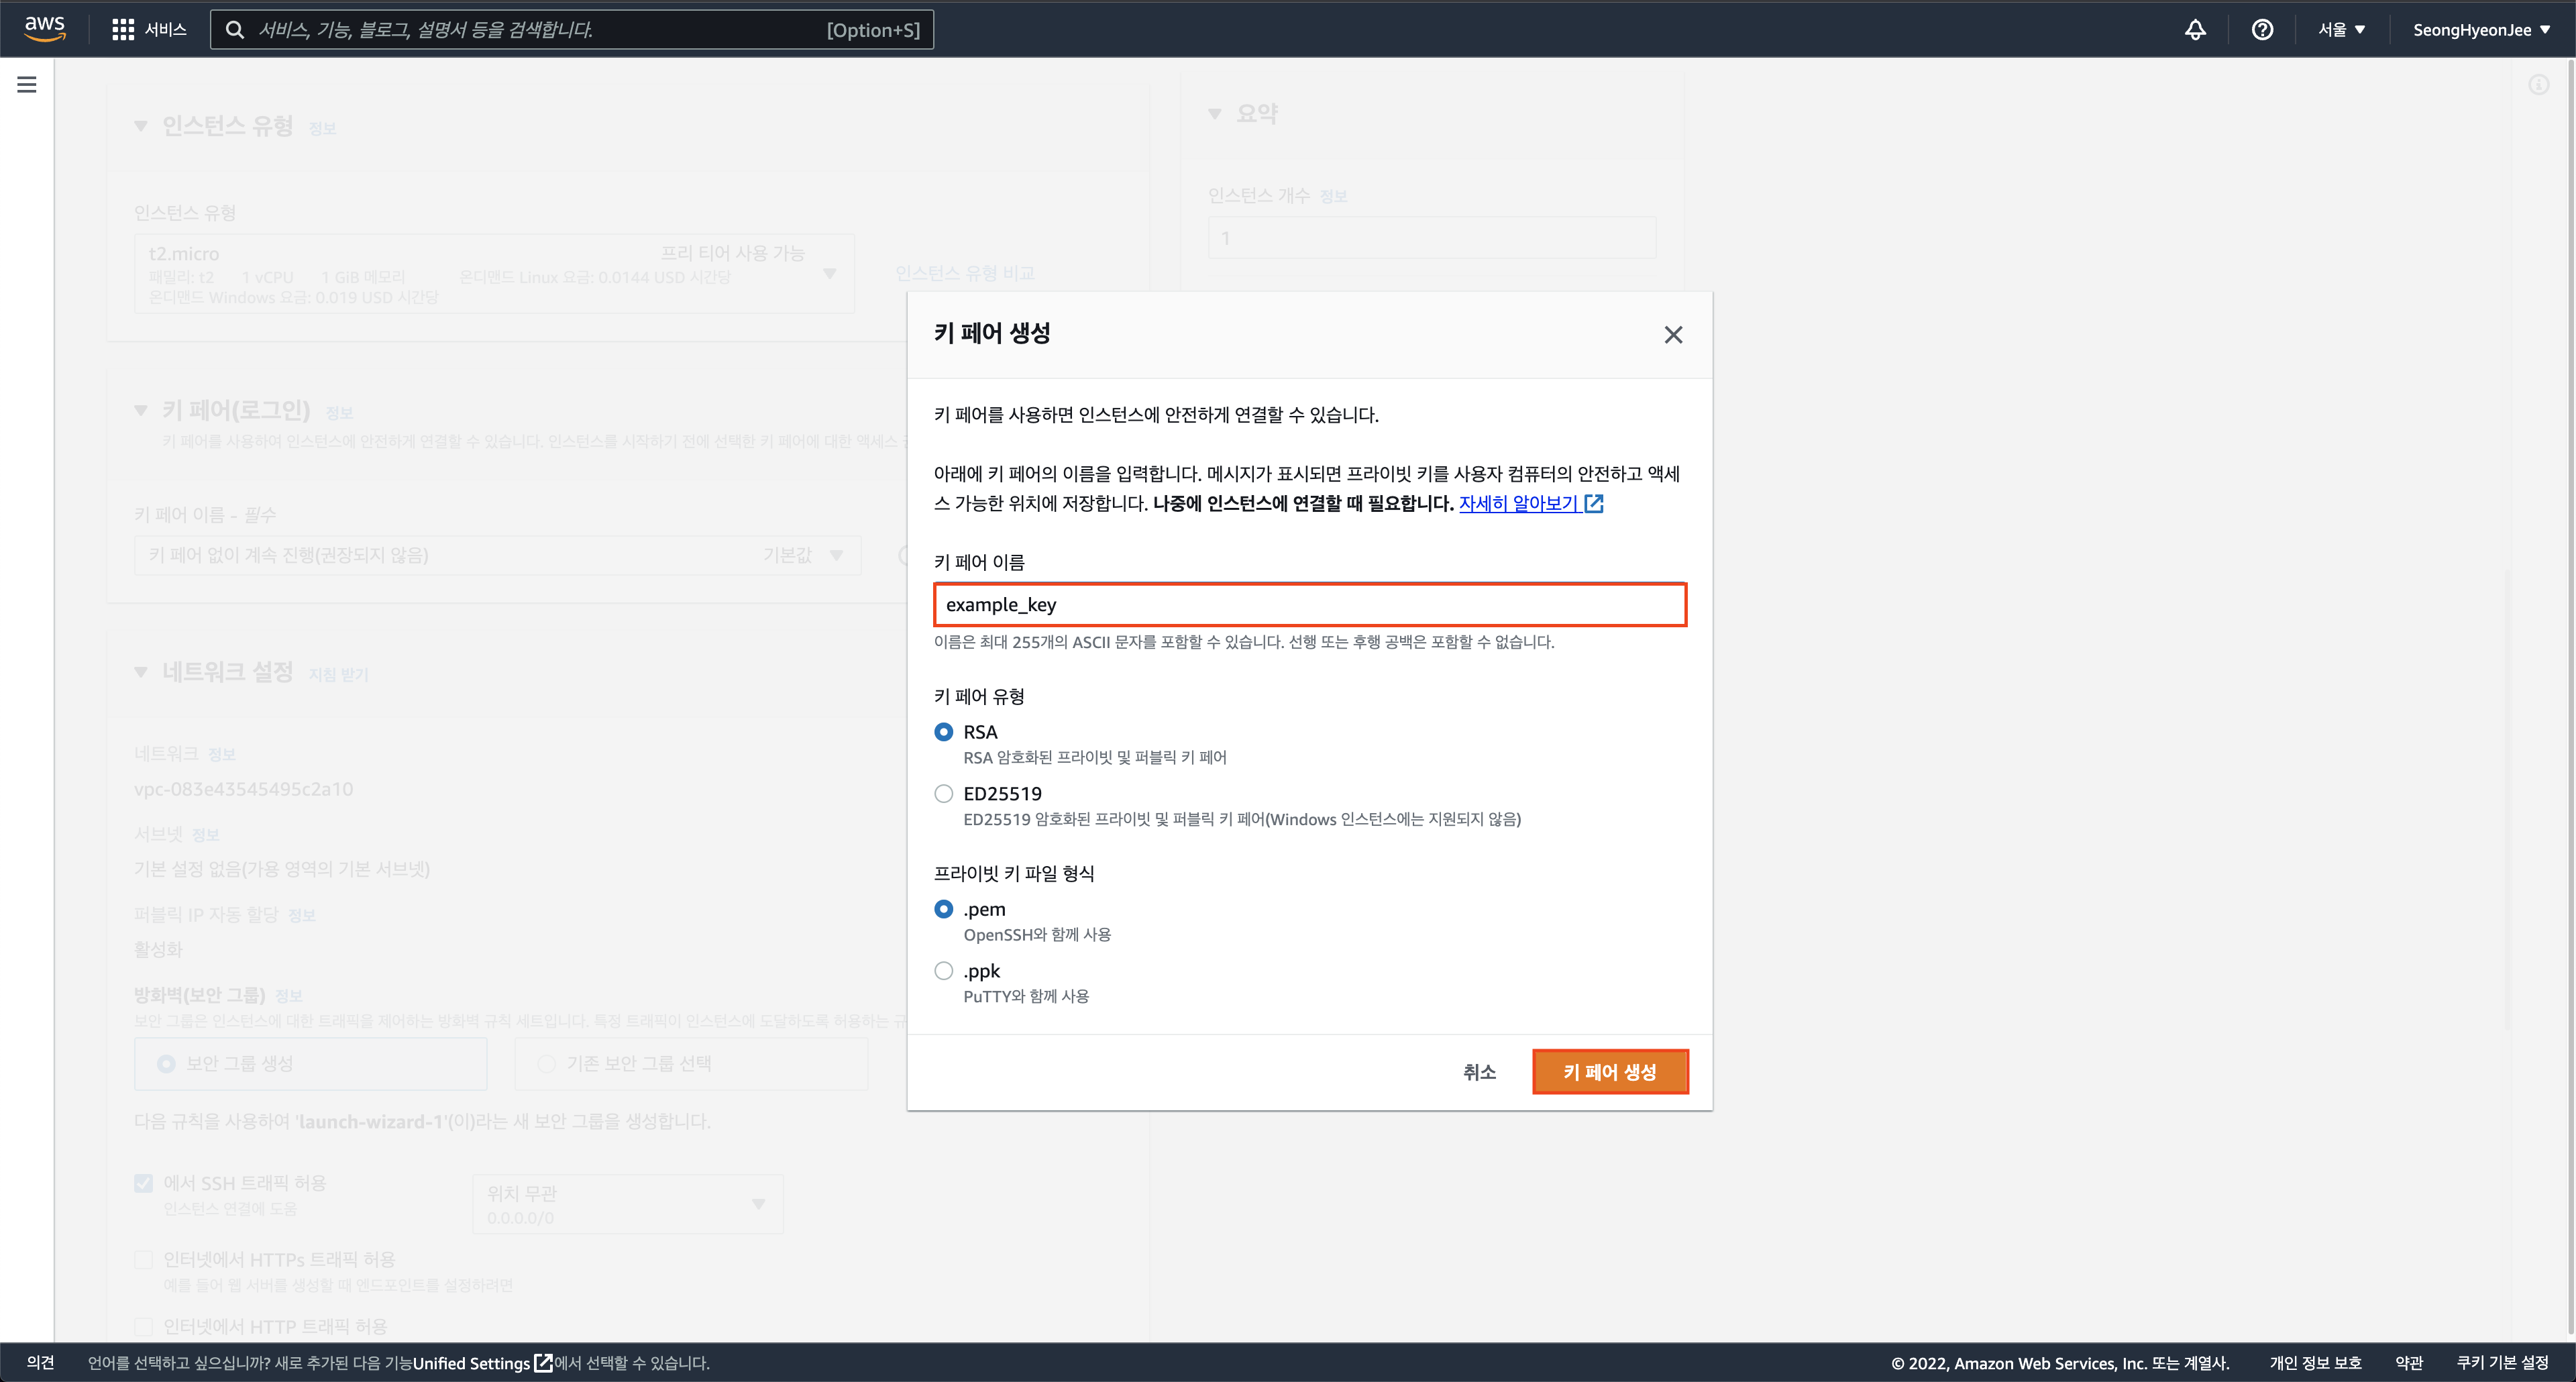 aws
서비스
서비스, 기능, 블로그, 설명서 등을 검색합니다.
[Option+S]
서울 ▼
SeongHyeonJee ▼
인스턴스 유형 정보
인스턴스 유형
t2.micro
프리 티어 사용 가능
패밀리: t2 1 vCPU 1 GiB 메모리 온디맨드 Linux 요금: 0.0144 USD 시간당
온디맨드 Windows 요금: 0.019 USD 시간당
인스턴스 유형 비교
요약
인스턴스 개수 정보
1
키 페어(로그인) 정보
키 페어를 사용하여 인스턴스에 안전하게 연결할 수 있습니다. 인스턴스를 시작하기 전에 선택한 키 페어에 대한 액세스
키 페어 이름 - 필수
키 페어 없이 계속 진행(권장되지 않음)
기본값
네트워크 설정 지침 받기
네트워크 정보
vpc-083e43545495c2a10
서브넷 정보
기본 설정 없음(가용 영역의 기본 서브넷)
퍼블릭 IP 자동 할당 정보
활성화
방화벽(보안 그룹) 정보
보안 그룹은 인스턴스에 대한 트래픽을 제어하는 방화벽 규칙 세트입니다. 특정 트래픽이 인스턴스에 도달하도록 허용하는 규
보안 그룹 생성
기존 보안 그룹 선택
다음 규칙을 사용하여 'launch-wizard-1'(이)라는 새 보안 그룹을 생성합니다.
에서 SSH 트래픽 허용
인스턴스 연결에 도움
위치 무관
0.0.0.0/0
인터넷에서 HTTPs 트래픽 허용
예를 들어 웹 서버를 생성할 때 엔드포인트를 설정하려면
인터넷에서 HTTP 트래픽 허용
키 페어 생성
키 페어를 사용하면 인스턴스에 안전하게 연결할 수 있습니다.
아래에 키 페어의 이름을 입력합니다. 메시지가 표시되면 프라이빗 키를 사용자 컴퓨터의 안전하고 액세
스 가능한 위치에 저장합니다. 나중에 인스턴스에 연결할 때 필요합니다. 자세히 알아보기
키 페어 이름
example_key
이름은 최대 255개의 ASCII 문자를 포함할 수 있습니다. 선행 또는 후행 공백은 포함할 수 없습니다.
키 페어 유형
RSA
RSA 암호화된 프라이빗 및 퍼블릭 키 페어
ED25519
ED25519 암호화된 프라이빗 및 퍼블릭 키 페어(Windows 인스턴스에는 지원되지 않음)
프라이빗 키 파일 형식
.pem
OpenSSH와 함께 사용
.ppk
PuTTY와 함께 사용
취소
키 페어 생성
의견
언어를 선택하고 싶으십니까? 새로 추가된 다음 기능Unified Settings에서 선택할 수 있습니다.
© 2022, Amazon Web Services, Inc. 또는 계열사.
개인 정보 보호
약관
쿠키 기본 설정